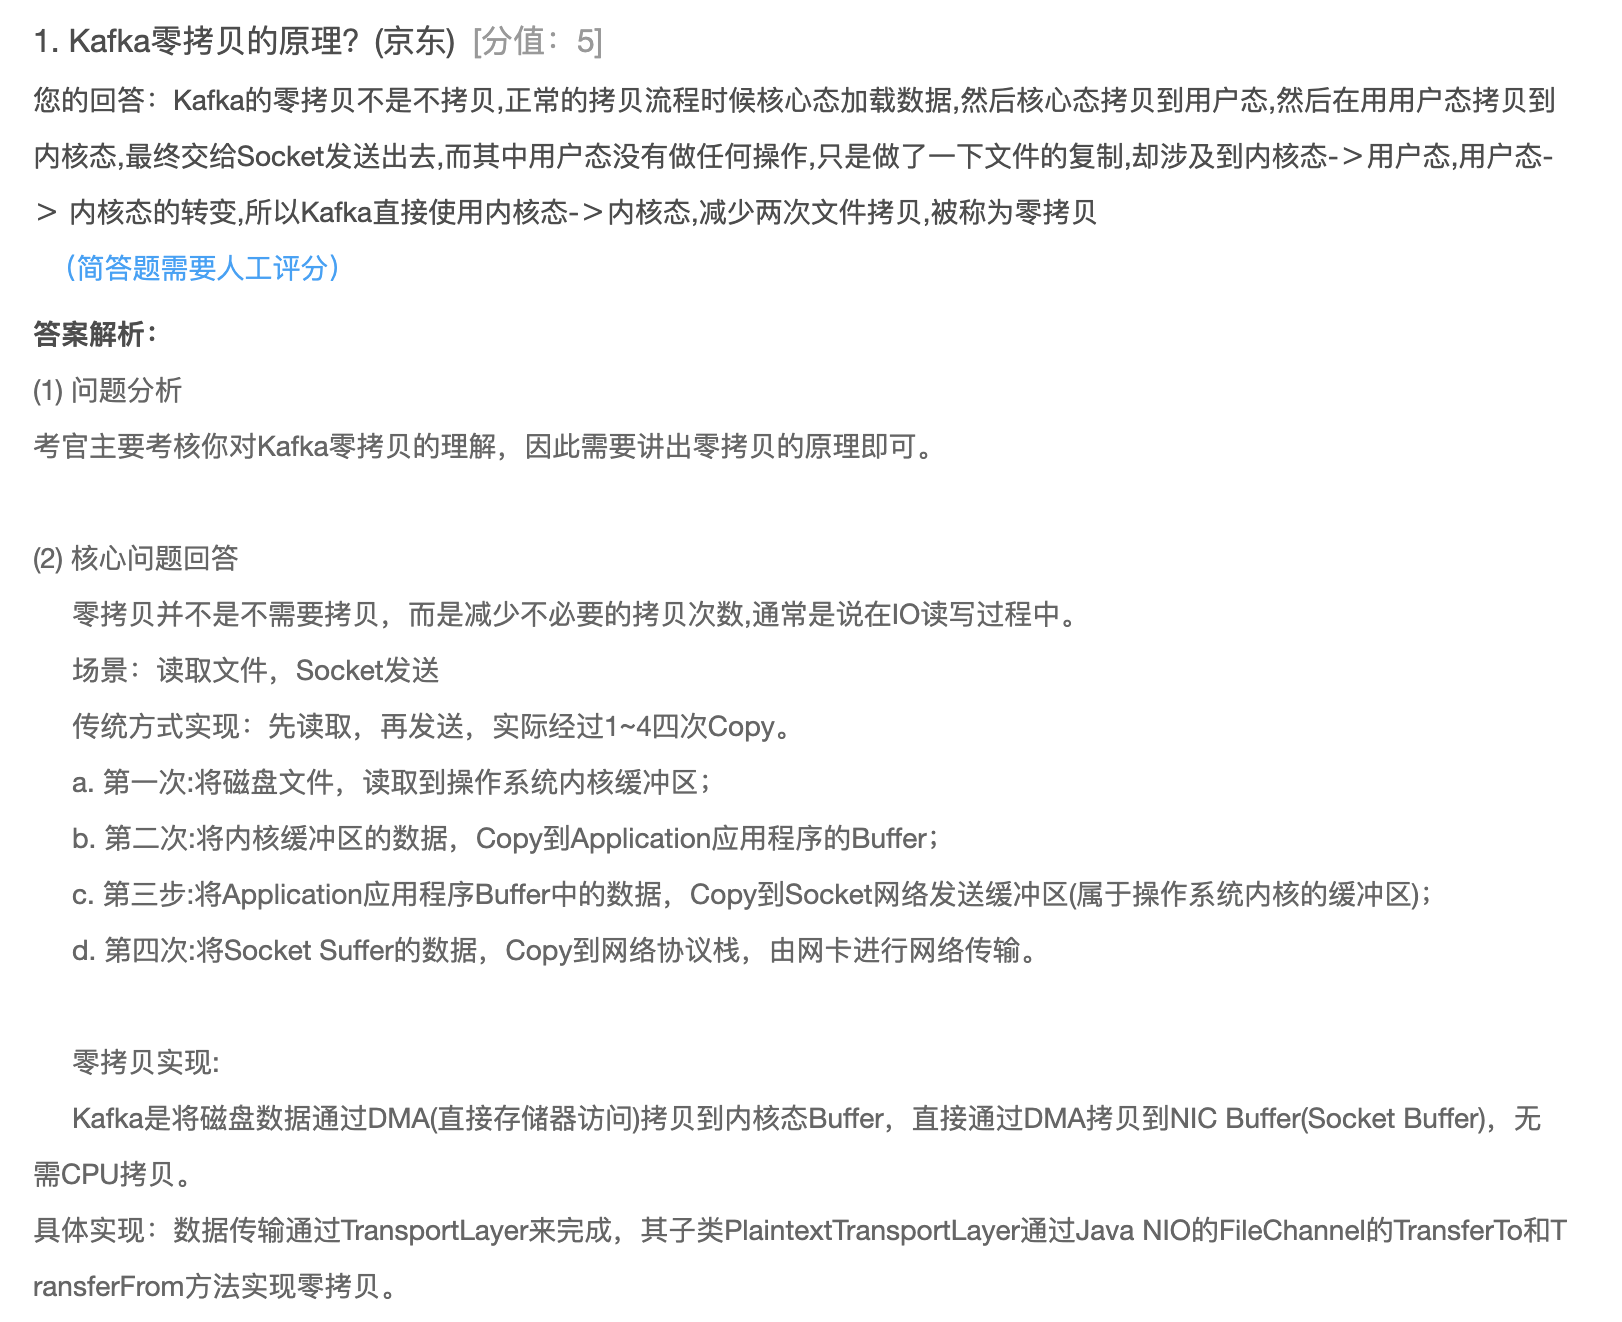 1. Kafka零拷贝的原理？(京东) [分值：5]
您的回答：Kafka的零拷贝不是不拷贝,正常的拷贝流程时候核心态加载数据,然后核心态拷贝到用户态,然后在用用户态拷贝到
内核态,最终交给Socket发送出去,而其中用户态没有做任何操作,只是做了一下文件的复制,却涉及到内核态->用户态,用户态-
> 内核态的转变,所以Kafka直接使用内核态->内核态,减少两次文件拷贝,被称为零拷贝
（简答题需要人工评分）
答案解析：
(1) 问题分析
考官主要考核你对Kafka零拷贝的理解，因此需要讲出零拷贝的原理即可。
(2) 核心问题回答
零拷贝并不是不需要拷贝，而是减少不必要的拷贝次数,通常是说在IO读写过程中。
场景：读取文件，Socket发送
传统方式实现：先读取，再发送，实际经过1~4四次Copy。
a. 第一次:将磁盘文件，读取到操作系统内核缓冲区；
b. 第二次:将内核缓冲区的数据，Copy到Application应用程序的Buffer；
c. 第三步:将Application应用程序Buffer中的数据，Copy到Socket网络发送缓冲区(属于操作系统内核的缓冲区)；
d. 第四次:将Socket Suffer的数据，Copy到网络协议栈，由网卡进行网络传输。
零拷贝实现:
Kafka是将磁盘数据通过DMA(直接存储器访问)拷贝到内核态Buffer，直接通过DMA拷贝到NIC Buffer(Socket Buffer)，无
需CPU拷贝。
具体实现：数据传输通过TransportLayer来完成，其子类PlaintextTransportLayer通过Java NIO的FileChannel的TransferTo和T
ransferFrom方法实现零拷贝。